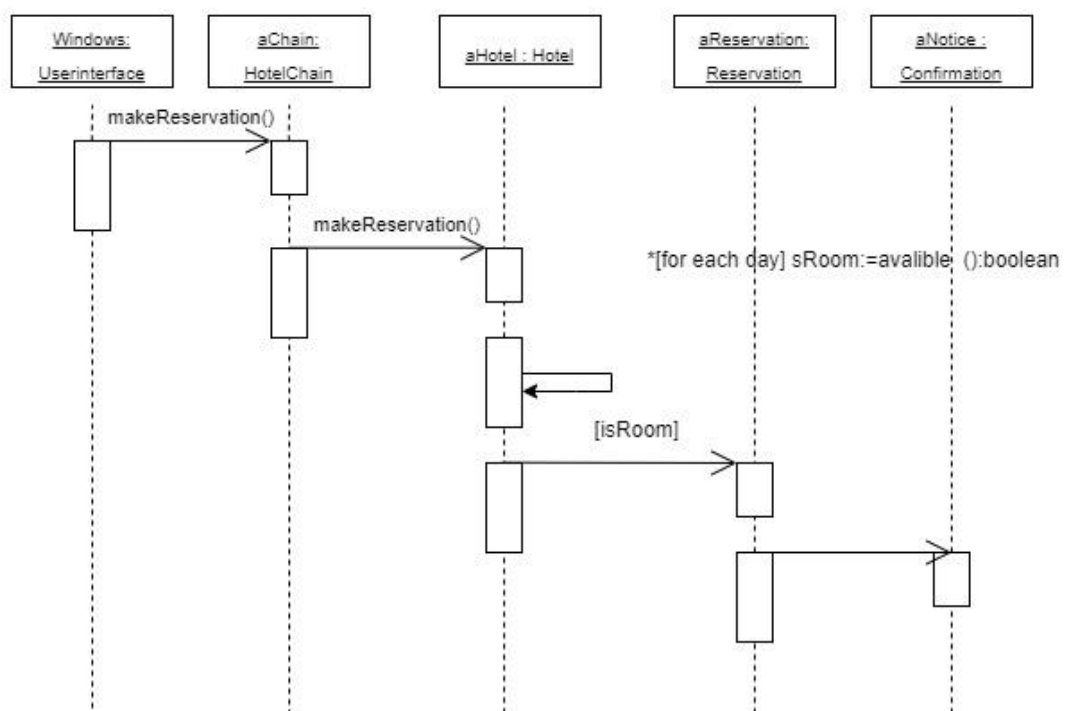 Windows:
Userinterface
aChain:
HotelChain
aHotel : Hotel
aReservation:
Reservation
aNotice :
Confirmation
makeReservation()
makeReservation()
*[for each day] sRoom:=avalible ():boolean
[isRoom]